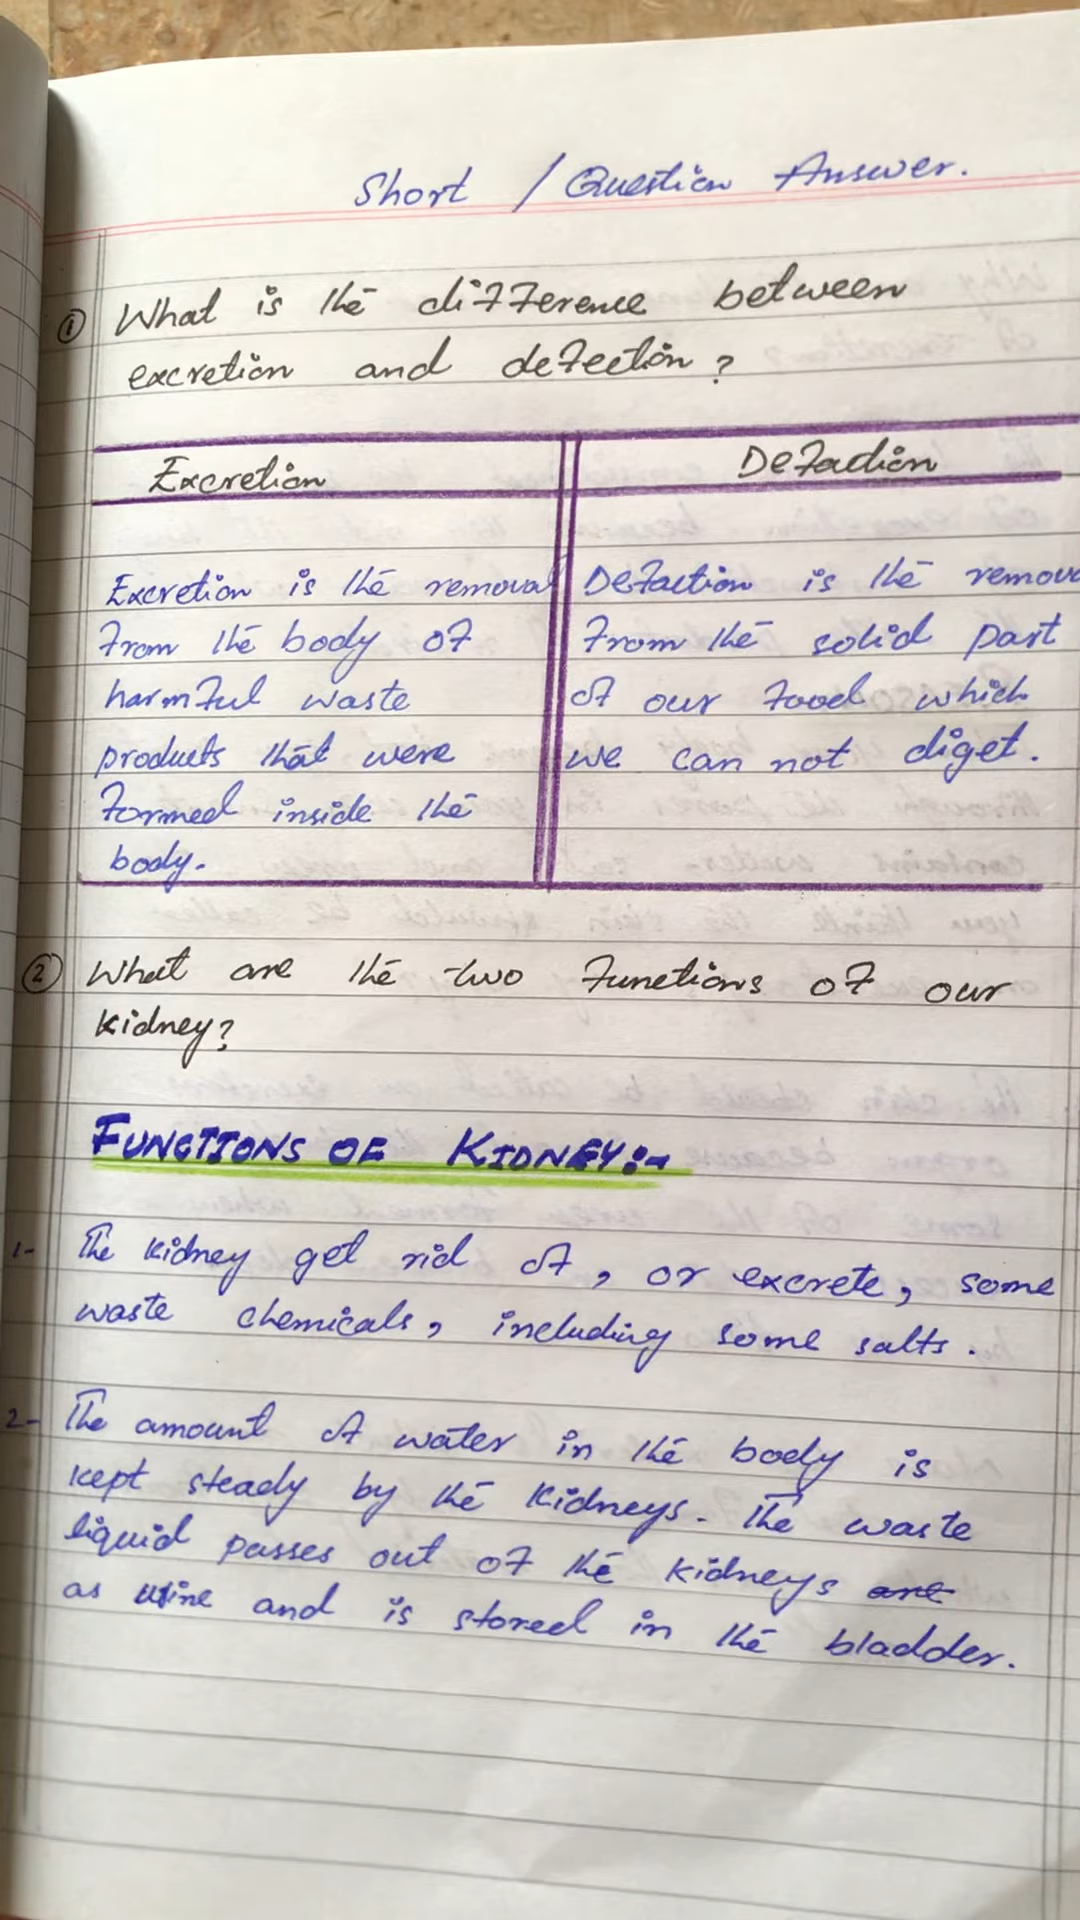 Short / Question Answer.
① What is the difference between
excretion and defection?
Excretion
Defaction
Excretion is the removal
from the body of
harmful waste
products that were
formed inside the
body.
Defaction is the remov
from the solid part
of our food which
we can not diget.
② What are the two functions of our
kidney?
FUNCTIONS OF KIDNEY:-
1- The kidney get rid of, or excrete, some
waste chemicals, including some salts.
2- The amount of water in the body is
kept steady by the kidneys. The waste
liquid passes out of the kidneys are
as urine and is stored in the bladder.